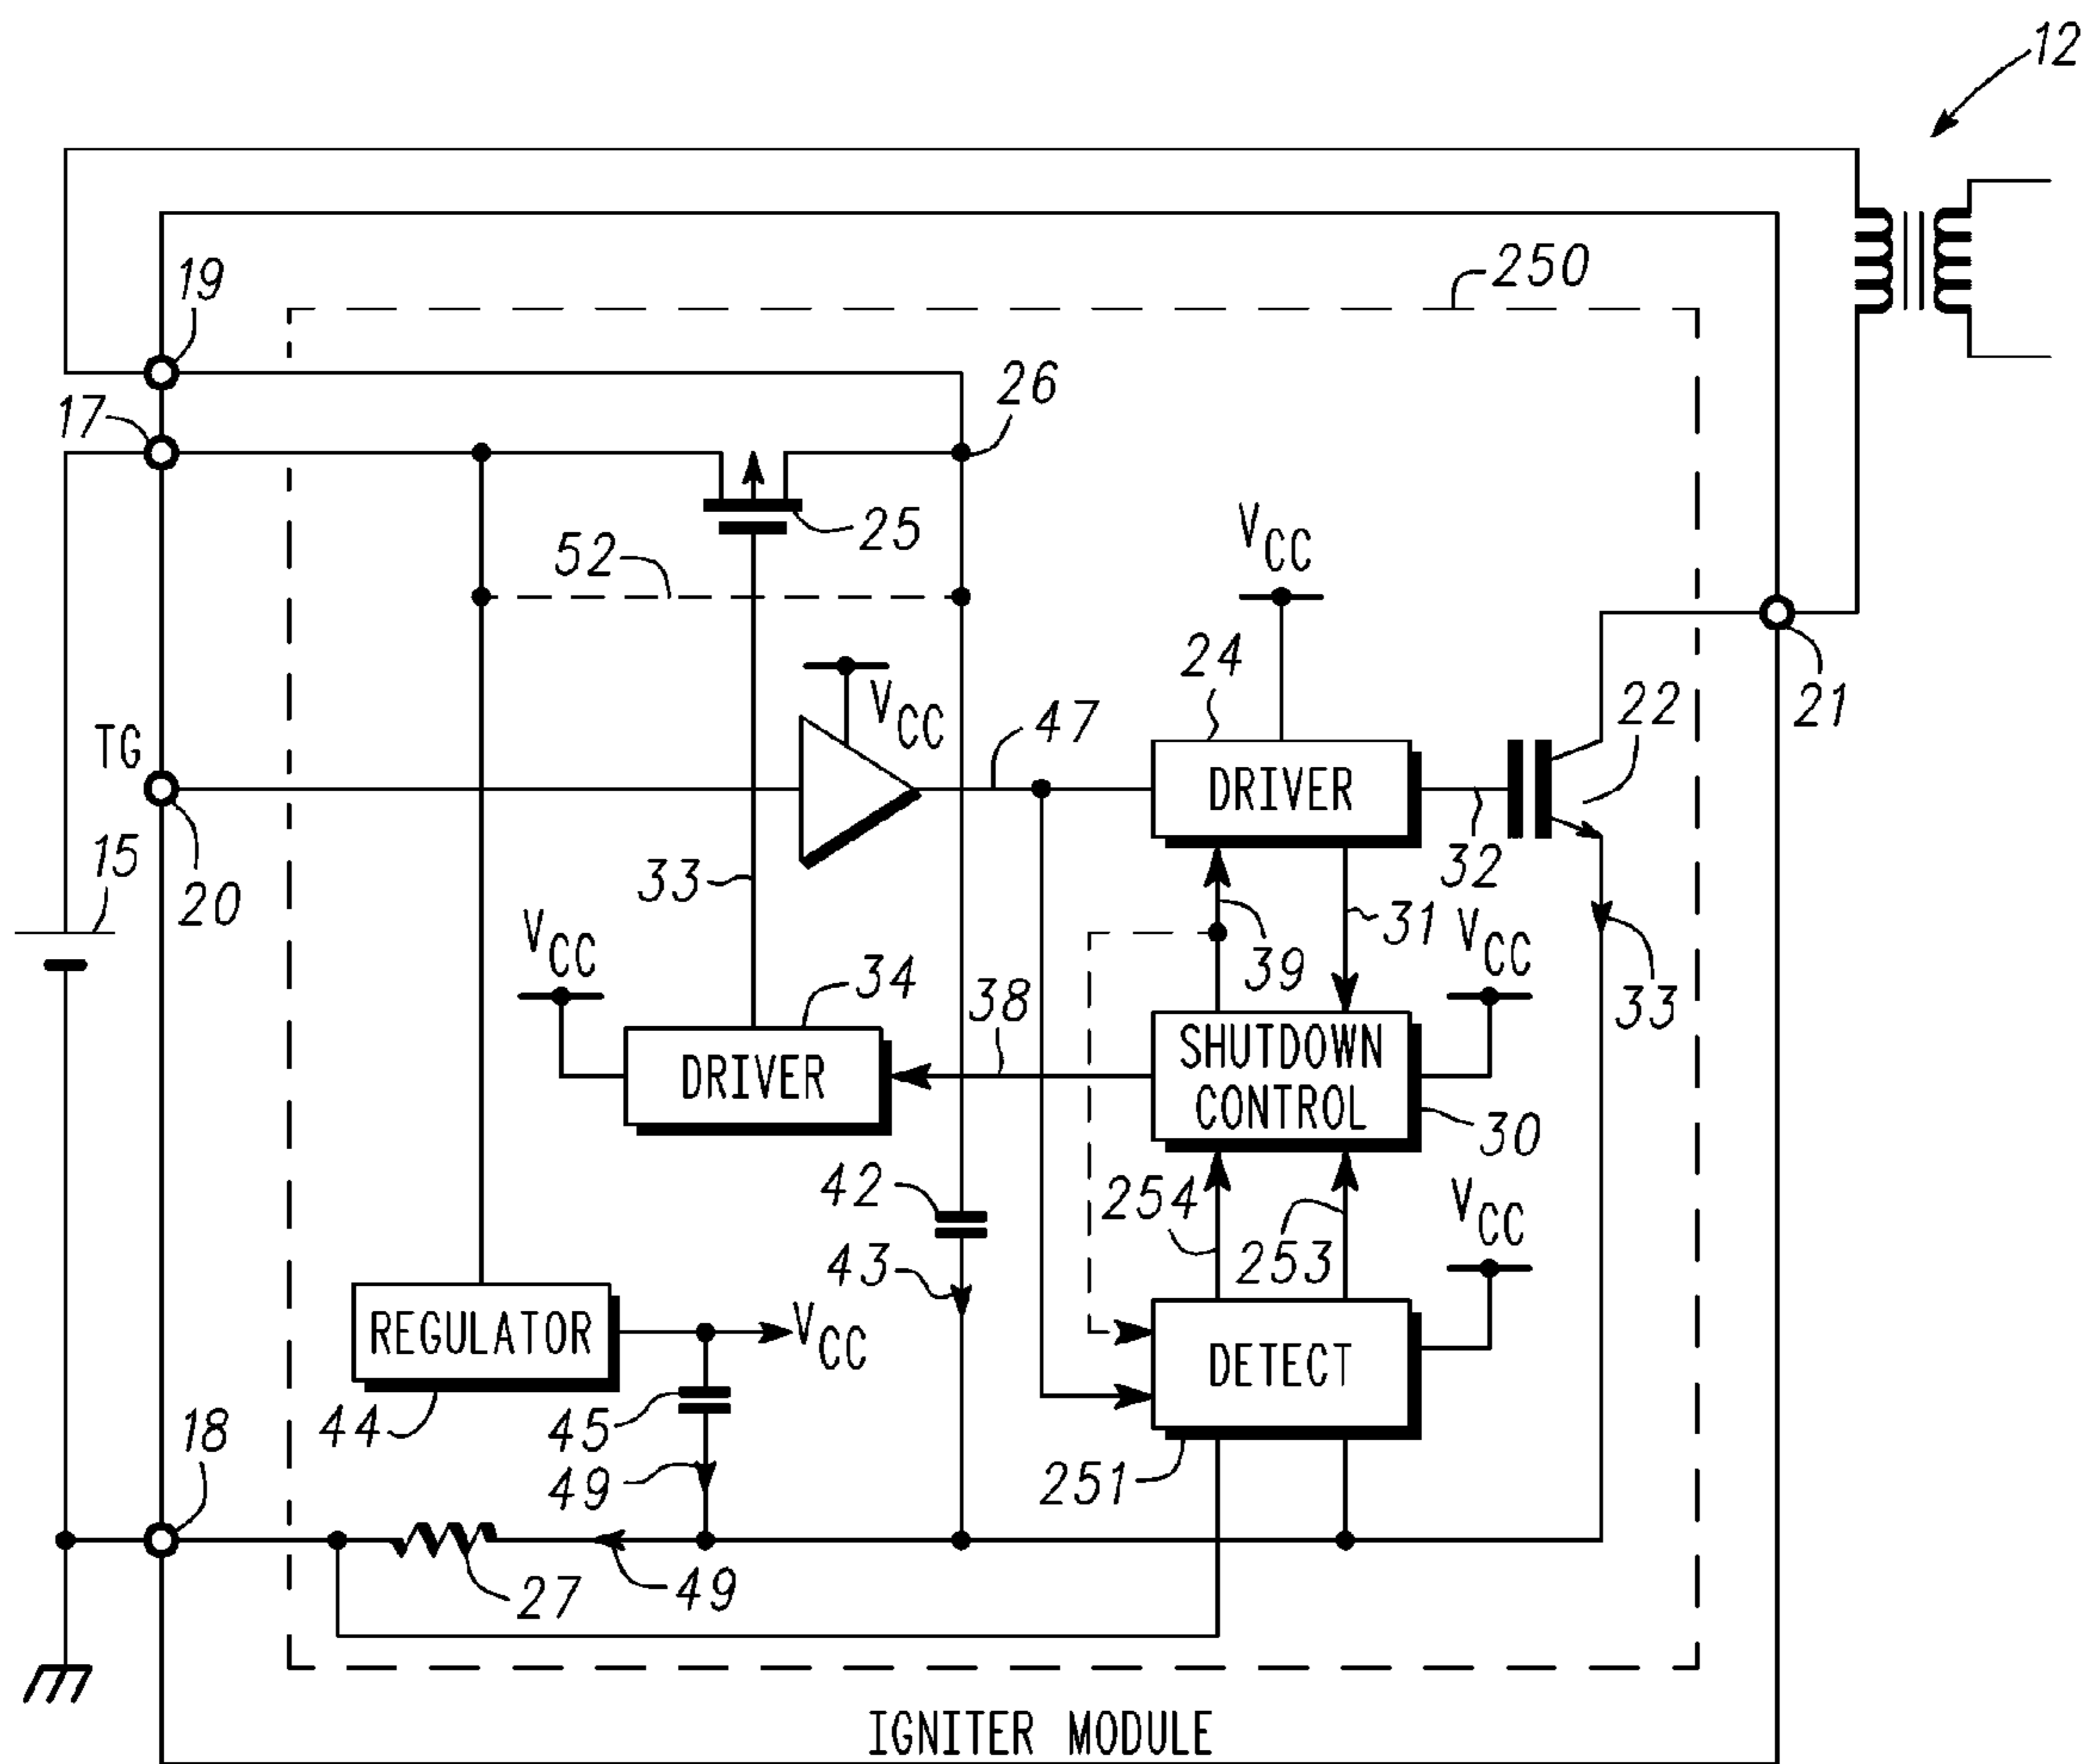 12
19
250
17
26
25
52
VCC
24
VCC
47
22
21
TG
DRIVER
15
20
33
32
31
VCC
VCC
39
33
34
38
DRIVER
SHUTDOWN
CONTROL
30
42
254
253
VCC
43
REGULATOR
VCC
DETECT
44
45
18
49
251
27
49
IGNITER MODULE